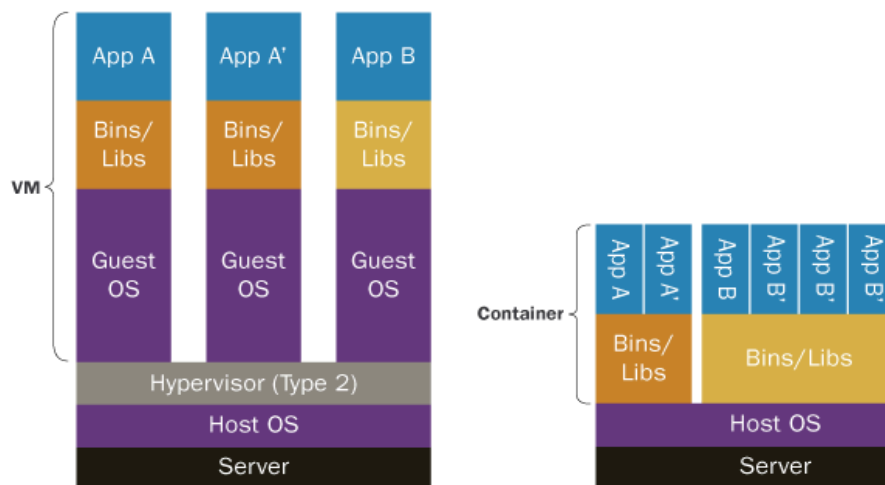 App A
App A'
App B
Bins/
Libs
Bins/
Libs
Bins/
Libs
VM
Guest
OS
Guest
OS
Guest
OS
Hypervisor (Type 2)
Host OS
Server
App A
App A'
App B
App B'
App B'
App B'
Container
Bins/
Libs
Bins/Libs
Host OS
Server